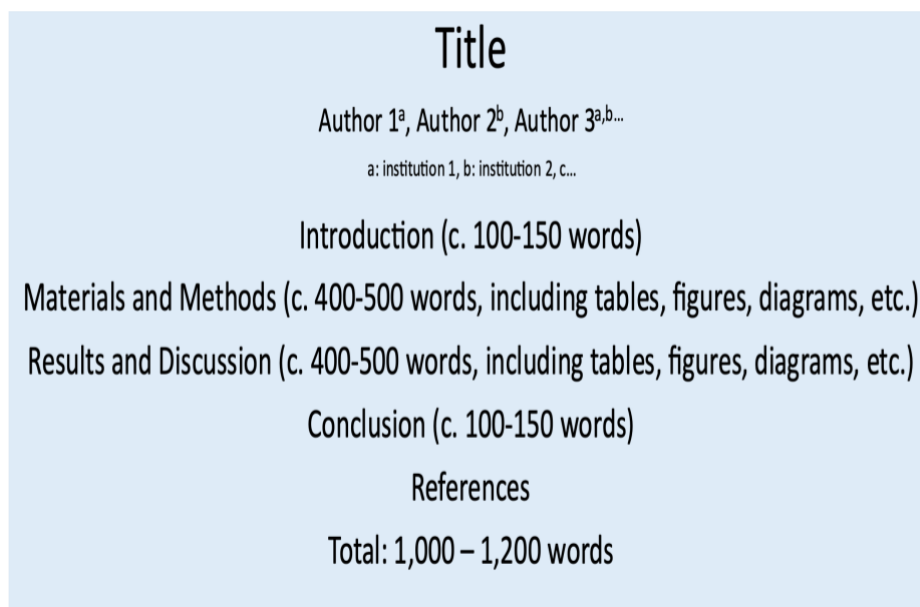 Title
Author 1ᵃ, Author 2ᵇ, Author 3ᵃ,ᵇ…
a: institution 1, b: institution 2, c...
Introduction (c. 100-150 words)
Materials and Methods (c. 400-500 words, including tables, figures, diagrams, etc.)
Results and Discussion (c. 400-500 words, including tables, figures, diagrams, etc.)
Conclusion (c. 100-150 words)
References
Total: 1,000 – 1,200 words